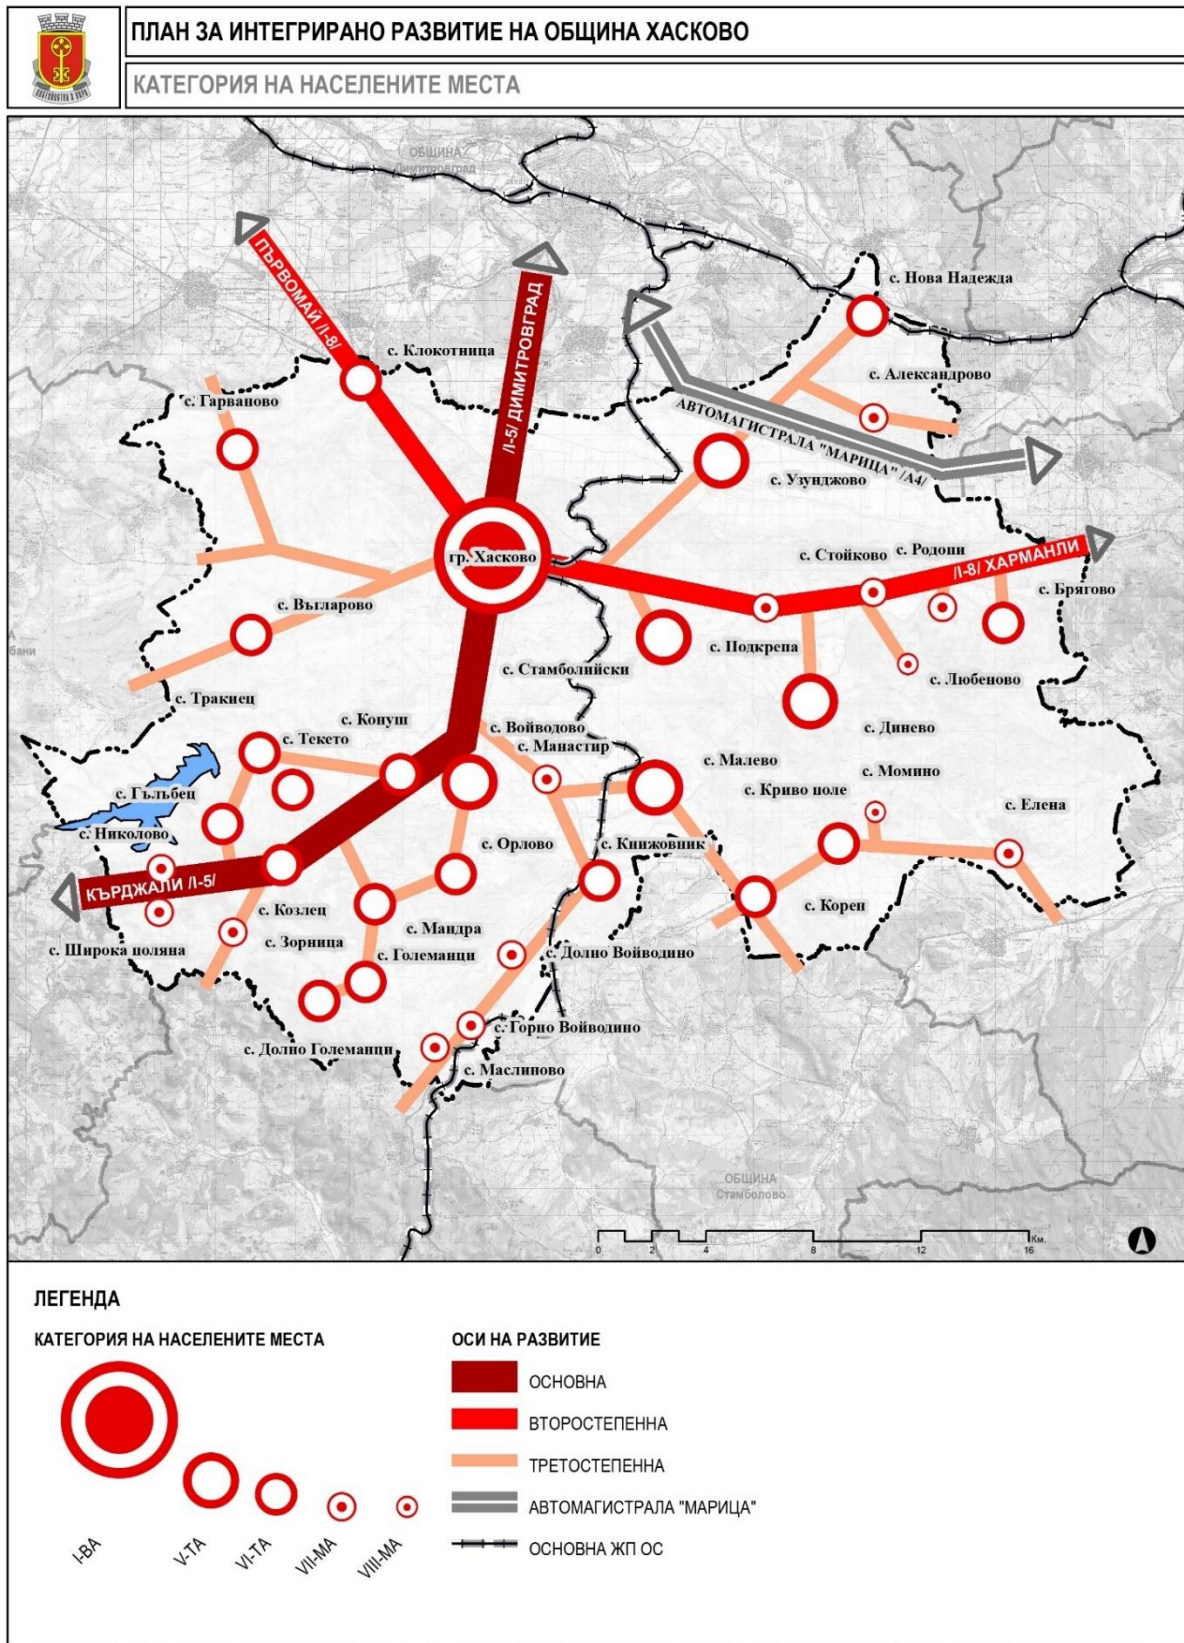 ПЛАН ЗА ИНТЕГРИРАНО РАЗВИТИЕ НА ОБЩИНА ХАСКОВО
КАТЕГОРИЯ НА НАСЕЛЕНИТЕ МЕСТА
ОБЩИНА
Димитровград
с. Нова Надежда
ПЪРВОМАЙ /I-8/
/I-5/ ДИМИТРОВГРАД
с. Клокотница
с. Александрово
с. Гарваново
АВТОМАГИСТРАЛА "МАРИЦА" /А4/
с. Узунджово
гр. Хасково
с. Стойково
с. Родопи
/I-8/ ХАРМАНЛИ
с. Брягово
с. Въгларово
с. Подкрепа
с. Стамболийски
с. Любеново
с. Тракиец
с. Конуш
с. Войводово
с. Динево
с. Текето
с. Манастир
с. Малево
с. Момино
с. Гълъбец
с. Криво поле
с. Елена
с. Николово
с. Орлово
с. Книжовник
КЪРДЖАЛИ /I-5/
с. Козлец
с. Корен
с. Мандра
с. Зорница
с. Широка поляна
с. Големанци
с. Долно Войводино
с. Горно Войводино
с. Долно Големанци
с. Маслиново
ОБЩИНА
Стамболово
0 2 4 8 12 16 Км.
ЛЕГЕНДА
КАТЕГОРИЯ НА НАСЕЛЕНИТЕ МЕСТА
I-ВА
V-ТА
VI-ТА
VII-МА
VIII-МА
ОСИ НА РАЗВИТИЕ
ОСНОВНА
ВТОРОСТЕПЕННА
ТРЕТОСТЕПЕННА
АВТОМАГИСТРАЛА "МАРИЦА"
ОСНОВНА ЖП ОС